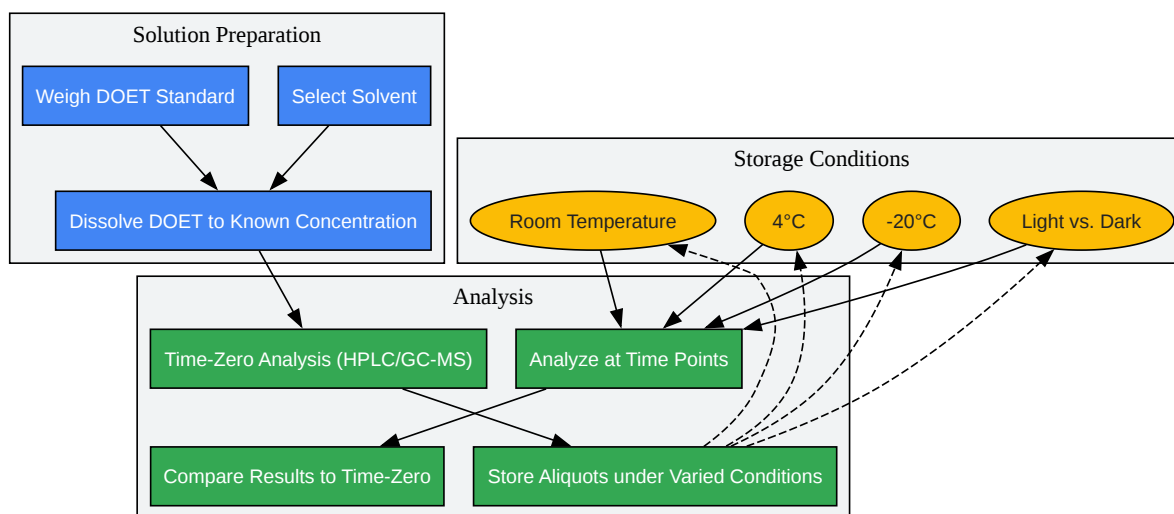 Solution Preparation
Weigh DOET Standard
Select Solvent
Dissolve DOET to Known Concentration
Storage Conditions
Room Temperature
4°C
-20°C
Light vs. Dark
Analysis
Time-Zero Analysis (HPLC/GC-MS)
Analyze at Time Points
Compare Results to Time-Zero
Store Aliquots under Varied Conditions